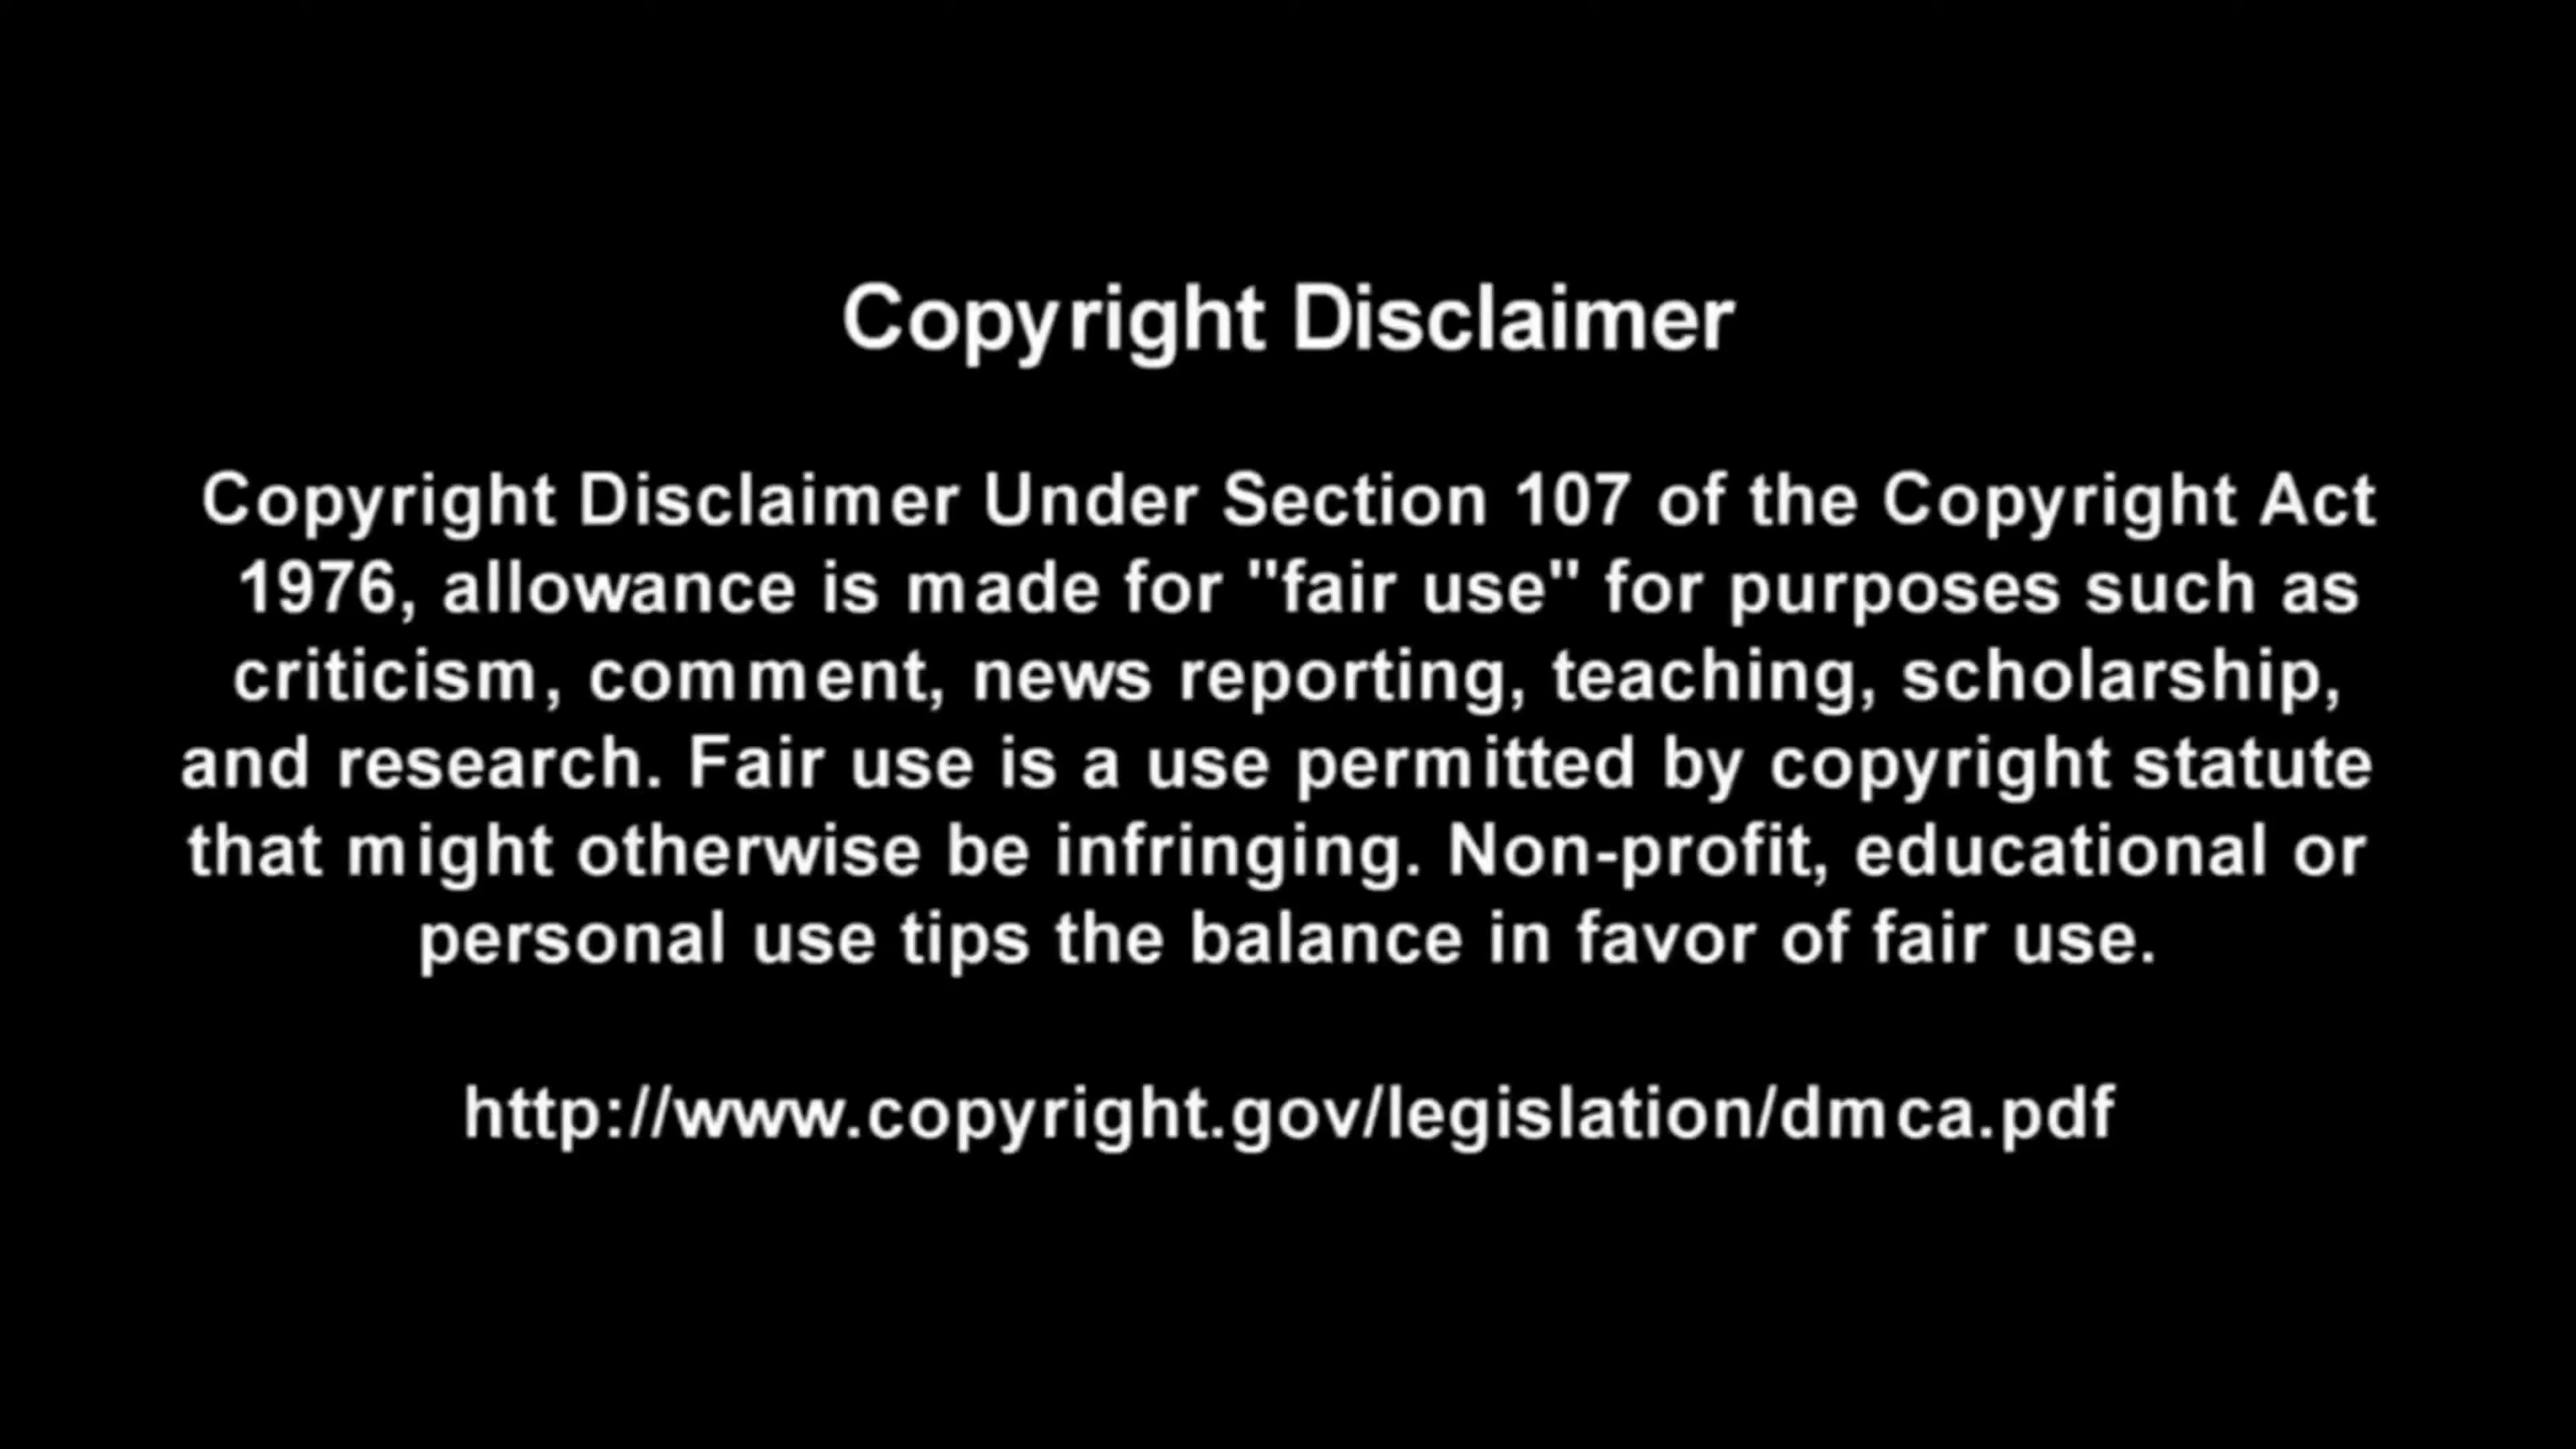 Copyright Disclaimer
Copyright Disclaimer Under Section 107 of the Copyright Act
1976, allowance is made for "fair use" for purposes such as
criticism, comment, news reporting, teaching, scholarship,
and research. Fair use is a use permitted by copyright statute
that might otherwise be infringing. Non-profit, educational or
personal use tips the balance in favor of fair use.
http://www.copyright.gov/legislation/dmca.pdf